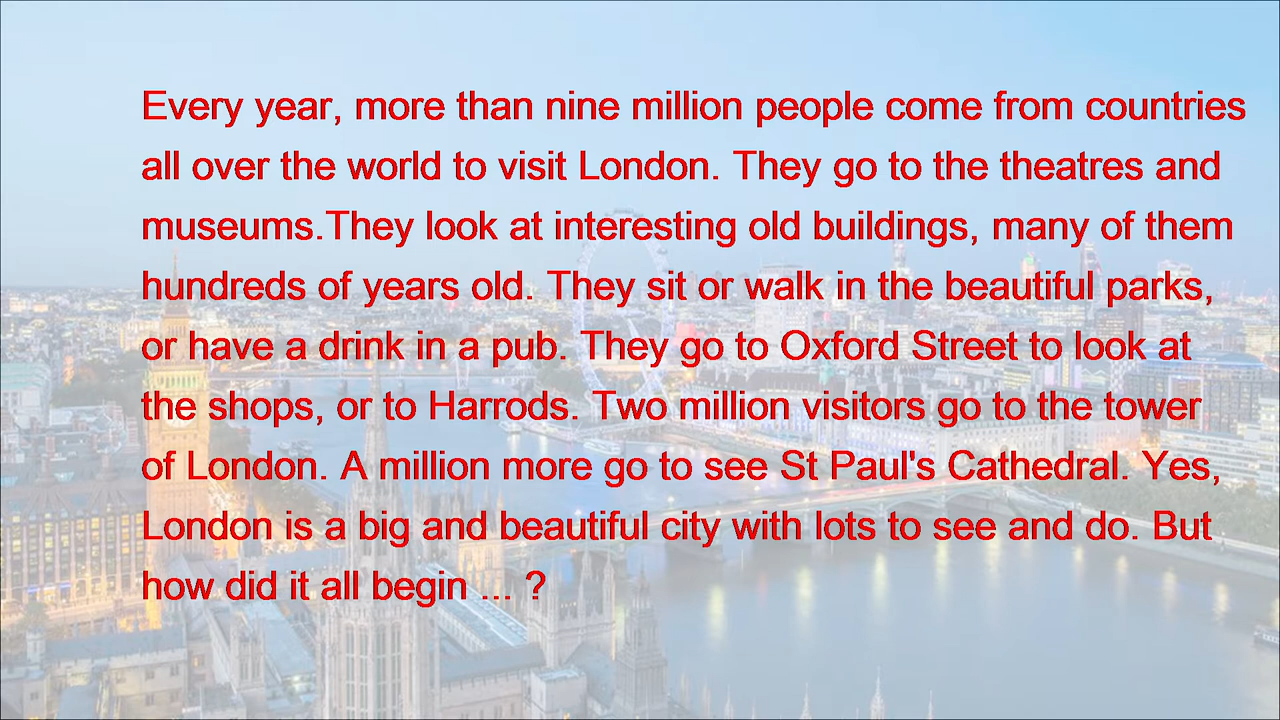 Every year, more than nine million people come from countries
all over the world to visit London. They go to the theatres and
museums.They look at interesting old buildings, many of them
hundreds of years old. They sit or walk in the beautiful parks,
or have a drink in a pub. They go to Oxford Street to look at
the shops, or to Harrods. Two million visitors go to the tower
of London. A million more go to see St Paul's Cathedral. Yes,
London is a big and beautiful city with lots to see and do. But
how did it all begin ... ?